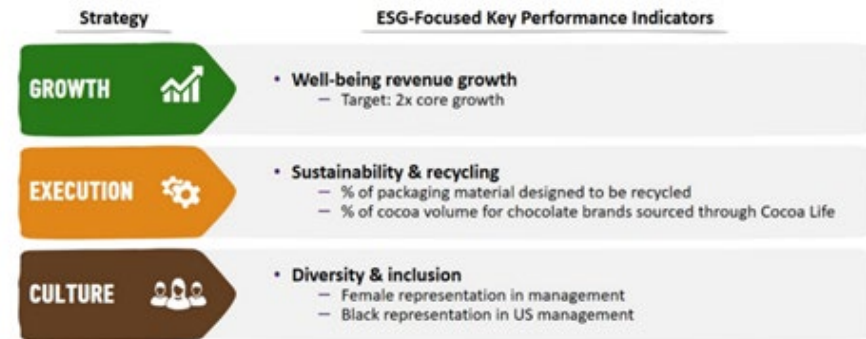 Strategy
ESG-Focused Key Performance Indicators
GROWTH
• Well-being revenue growth
– Target: 2x core growth
EXECUTION
• Sustainability & recycling
– % of packaging material designed to be recycled
– % of cocoa volume for chocolate brands sourced through Cocoa Life
CULTURE
• Diversity & inclusion
– Female representation in management
– Black representation in US management